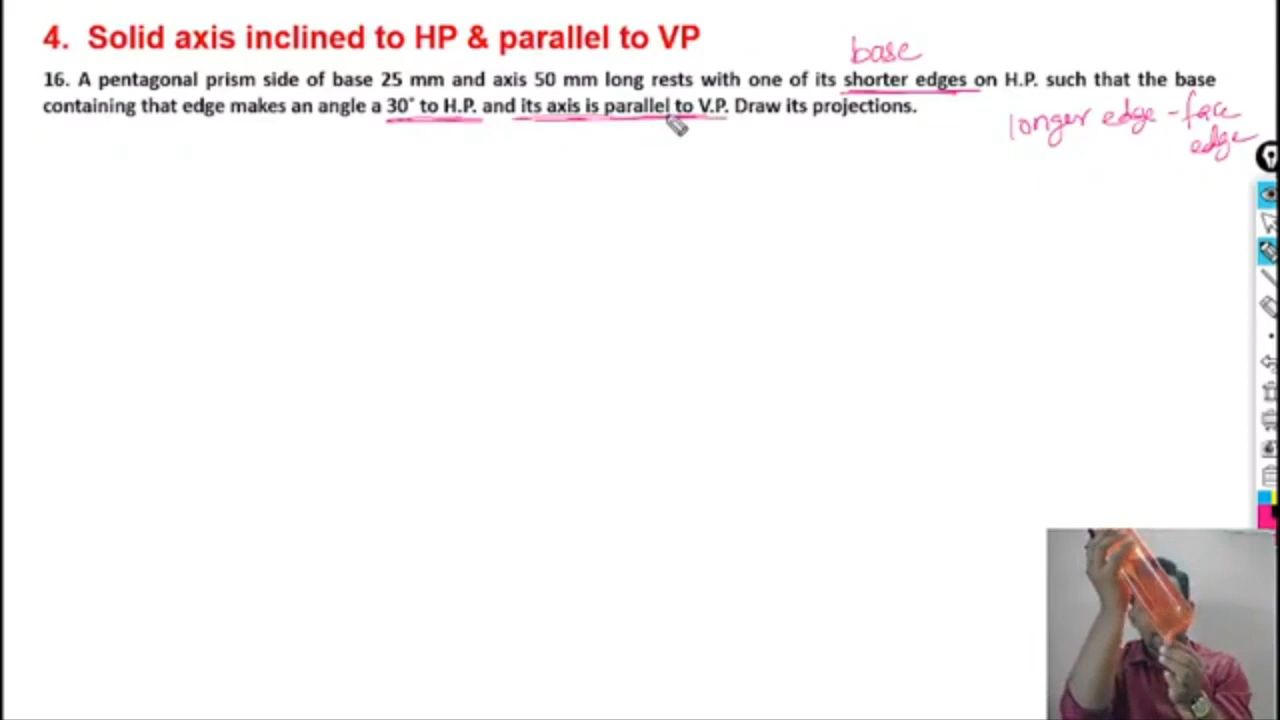 4. Solid axis inclined to HP & parallel to VP
base
16. A pentagonal prism side of base 25 mm and axis 50 mm long rests with one of its shorter edges on H.P. such that the base
containing that edge makes an angle a 30° to H.P. and its axis is parallel to V.P. Draw its projections.
longer edge - face
edge